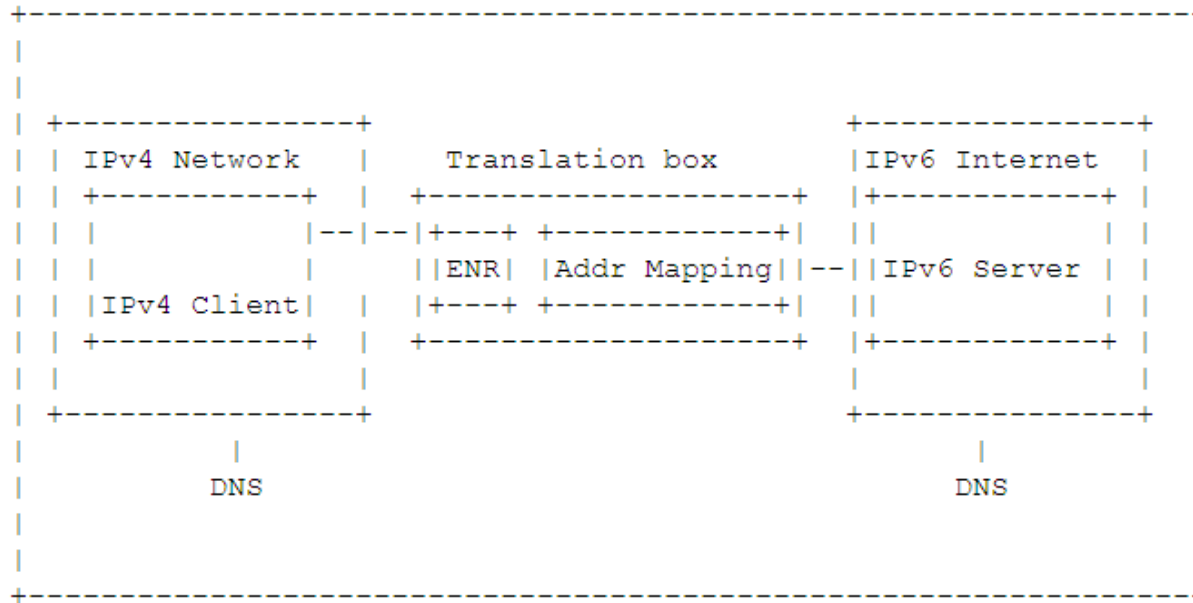 IPv4 Network Translation box IPv6 Internet
ENR Addr Mapping IPv6 Server
IPv4 Client
DNS DNS